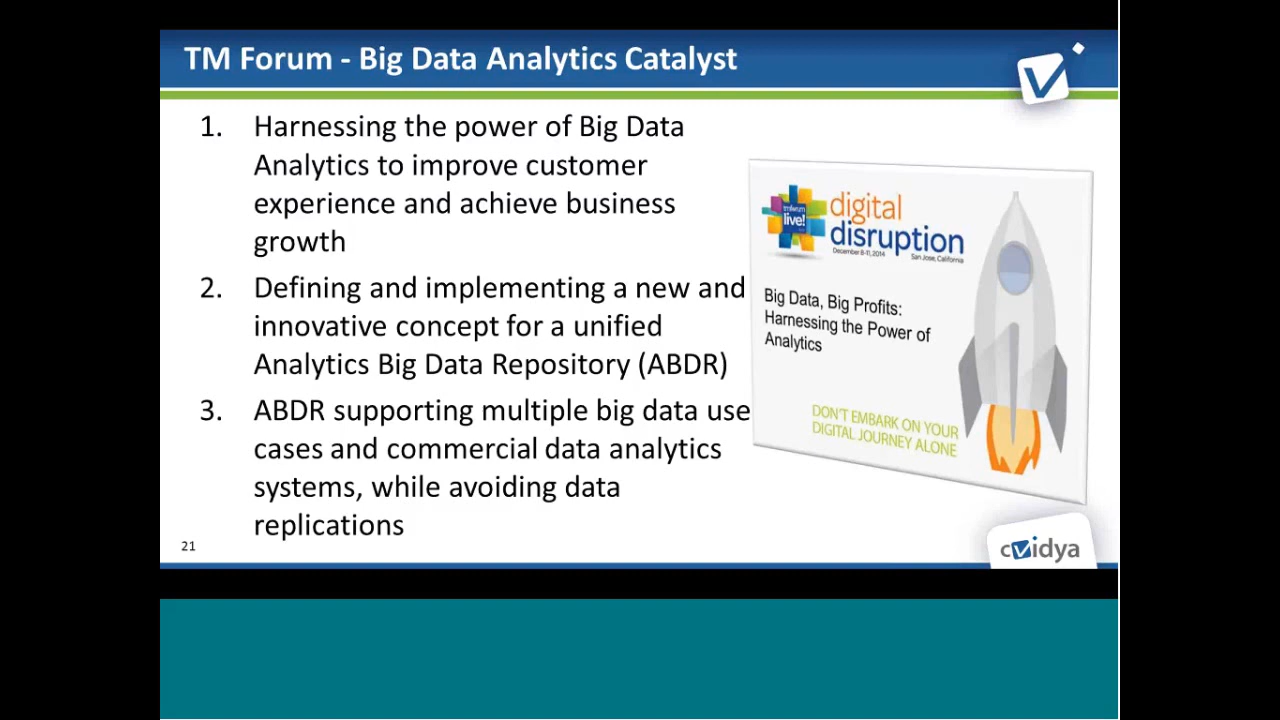 TM Forum - Big Data Analytics Catalyst
1. Harnessing the power of Big Data
Analytics to improve customer
experience and achieve business
growth
2. Defining and implementing a new and
innovative concept for a unified
Analytics Big Data Repository (ABDR)
3. ABDR supporting multiple big data use
cases and commercial data analytics
systems, while avoiding data
replications
tmforum
live!
digital
disruption
December 8-11, 2014 San Jose, California
Big Data, Big Profits:
Harnessing the Power of
Analytics
DON'T EMBARK ON YOUR
DIGITAL JOURNEY ALONE
21
cvidya